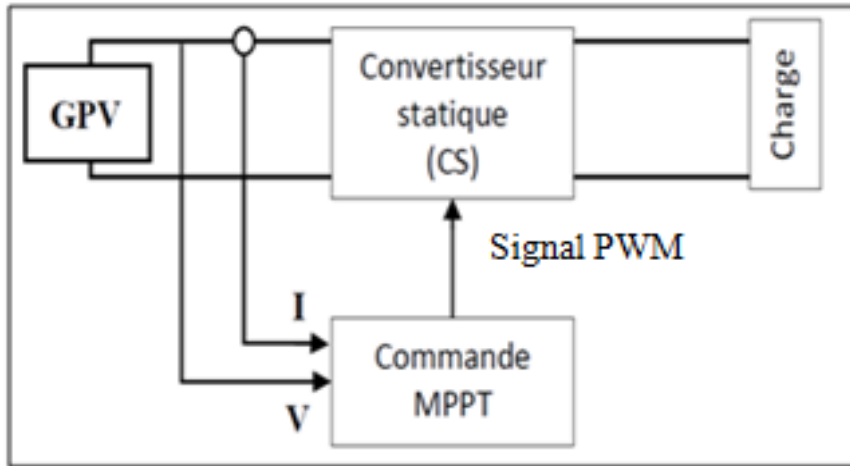 GPV
Convertisseur
statique
(CS)
Charge
Signal PWM
I
V
Commande
MPPT